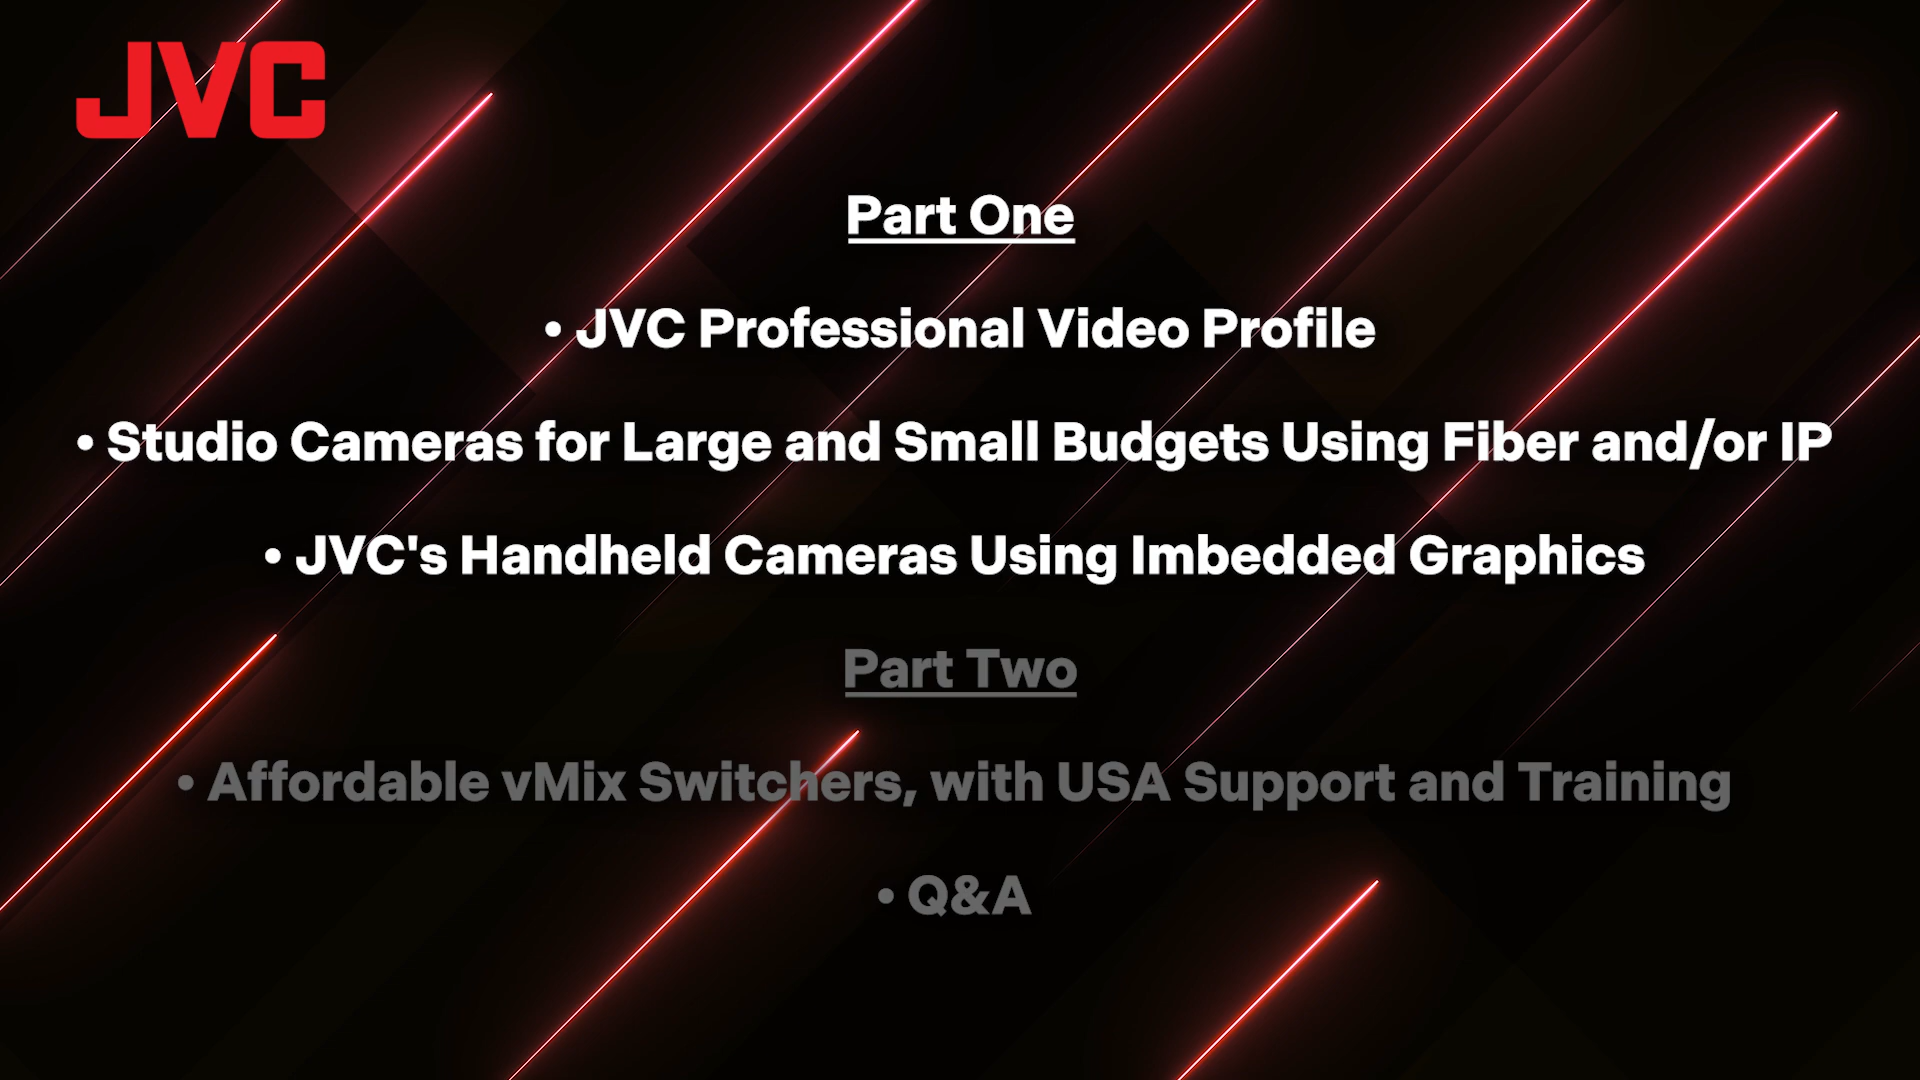 JVC
Part One
• JVC Professional Video Profile
• Studio Cameras for Large and Small Budgets Using Fiber and/or IP
• JVC's Handheld Cameras Using Imbedded Graphics
Part Two
• Affordable vMix Switchers, with USA Support and Training
• Q&A